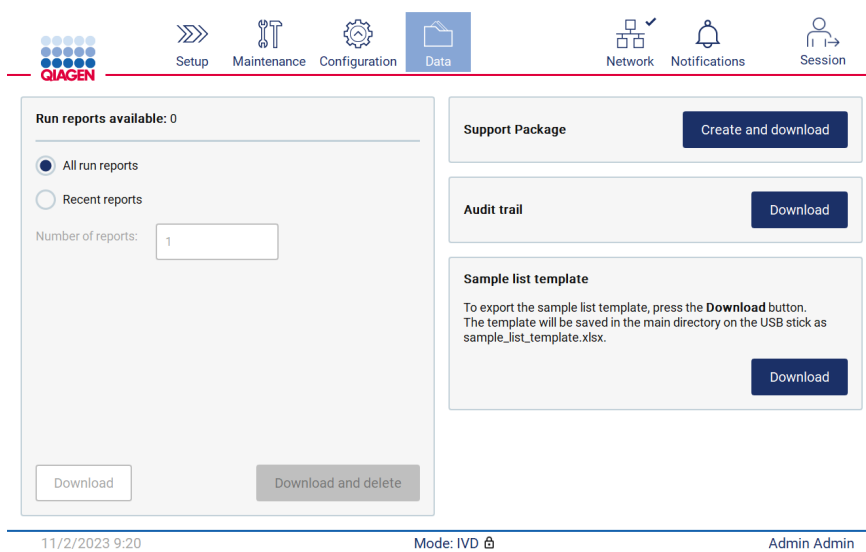 QIAGEN
Setup
Maintenance
Configuration
Data
Network
Notifications
Session
Run reports available: 0
All run reports
Recent reports
Number of reports:
1
Download
Download and delete
Support Package
Create and download
Audit trail
Download
Sample list template
To export the sample list template, press the Download button.
The template will be saved in the main directory on the USB stick as
sample_list_template.xlsx.
Download
11/2/2023 9:20
Mode: IVD
Admin Admin